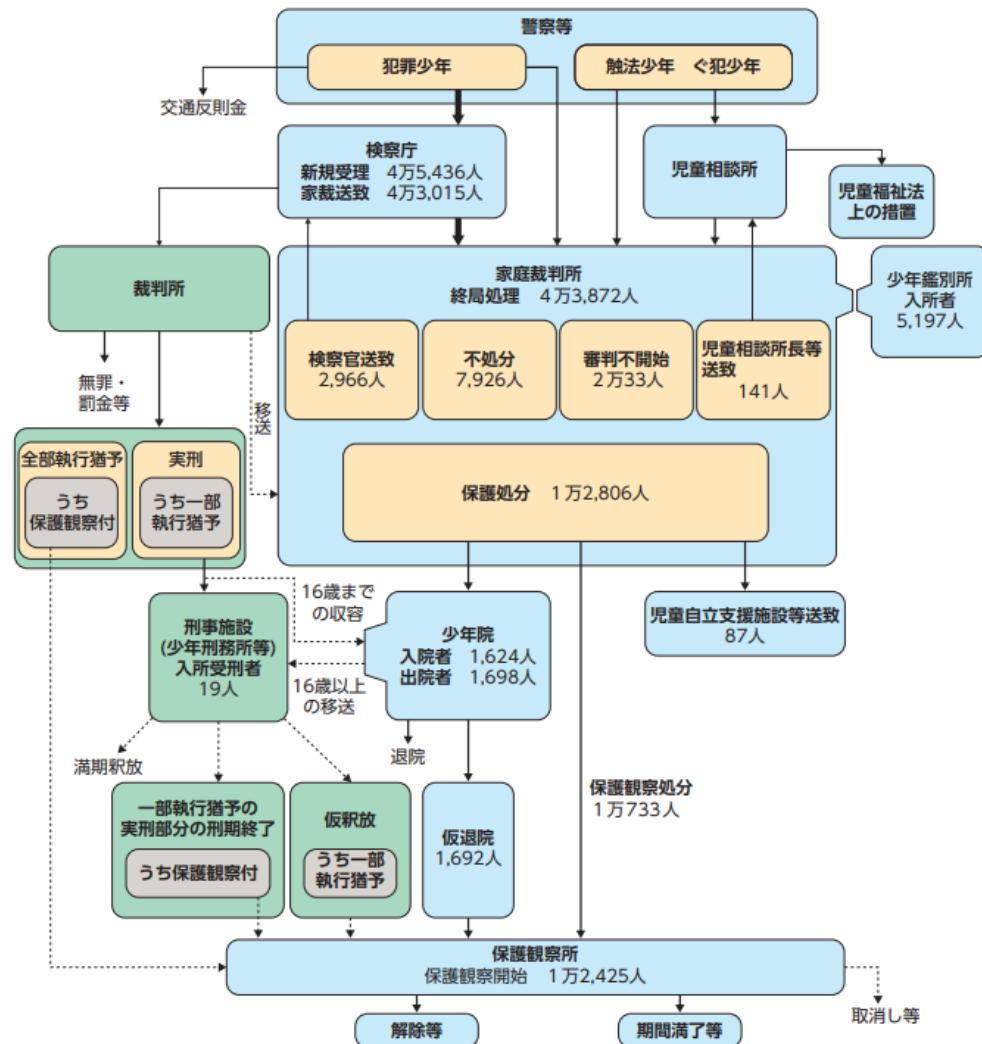 警察等
犯罪少年
触法少年　ぐ犯少年
交通反則金
検察庁
新規受理　4万5,436人
家裁送致　4万3,015人
児童相談所
児童福祉法
上の措置
裁判所
家庭裁判所
終局処理　4万3,872人
少年鑑別所
入所者
5,197人
検察官送致
2,966人
不処分
7,926人
審判不開始
2万33人
児童相談所長等
送致
141人
無罪・
罰金等
移送
全部執行猶予
うち
保護観察付
実刑
うち一部
執行猶予
保護処分　1万2,806人
16歳まで
の収容
刑事施設
(少年刑務所等)
入所受刑者
19人
少年院
入院者　1,624人
出院者　1,698人
児童自立支援施設等送致
87人
16歳以上
の移送
満期釈放
退院
保護観察処分
1万733人
一部執行猶予の
実刑部分の刑期終了
うち保護観察付
仮釈放
うち一部
執行猶予
仮退院
1,692人
保護観察所
保護観察開始　1万2,425人
取消し等
解除等
期間満了等